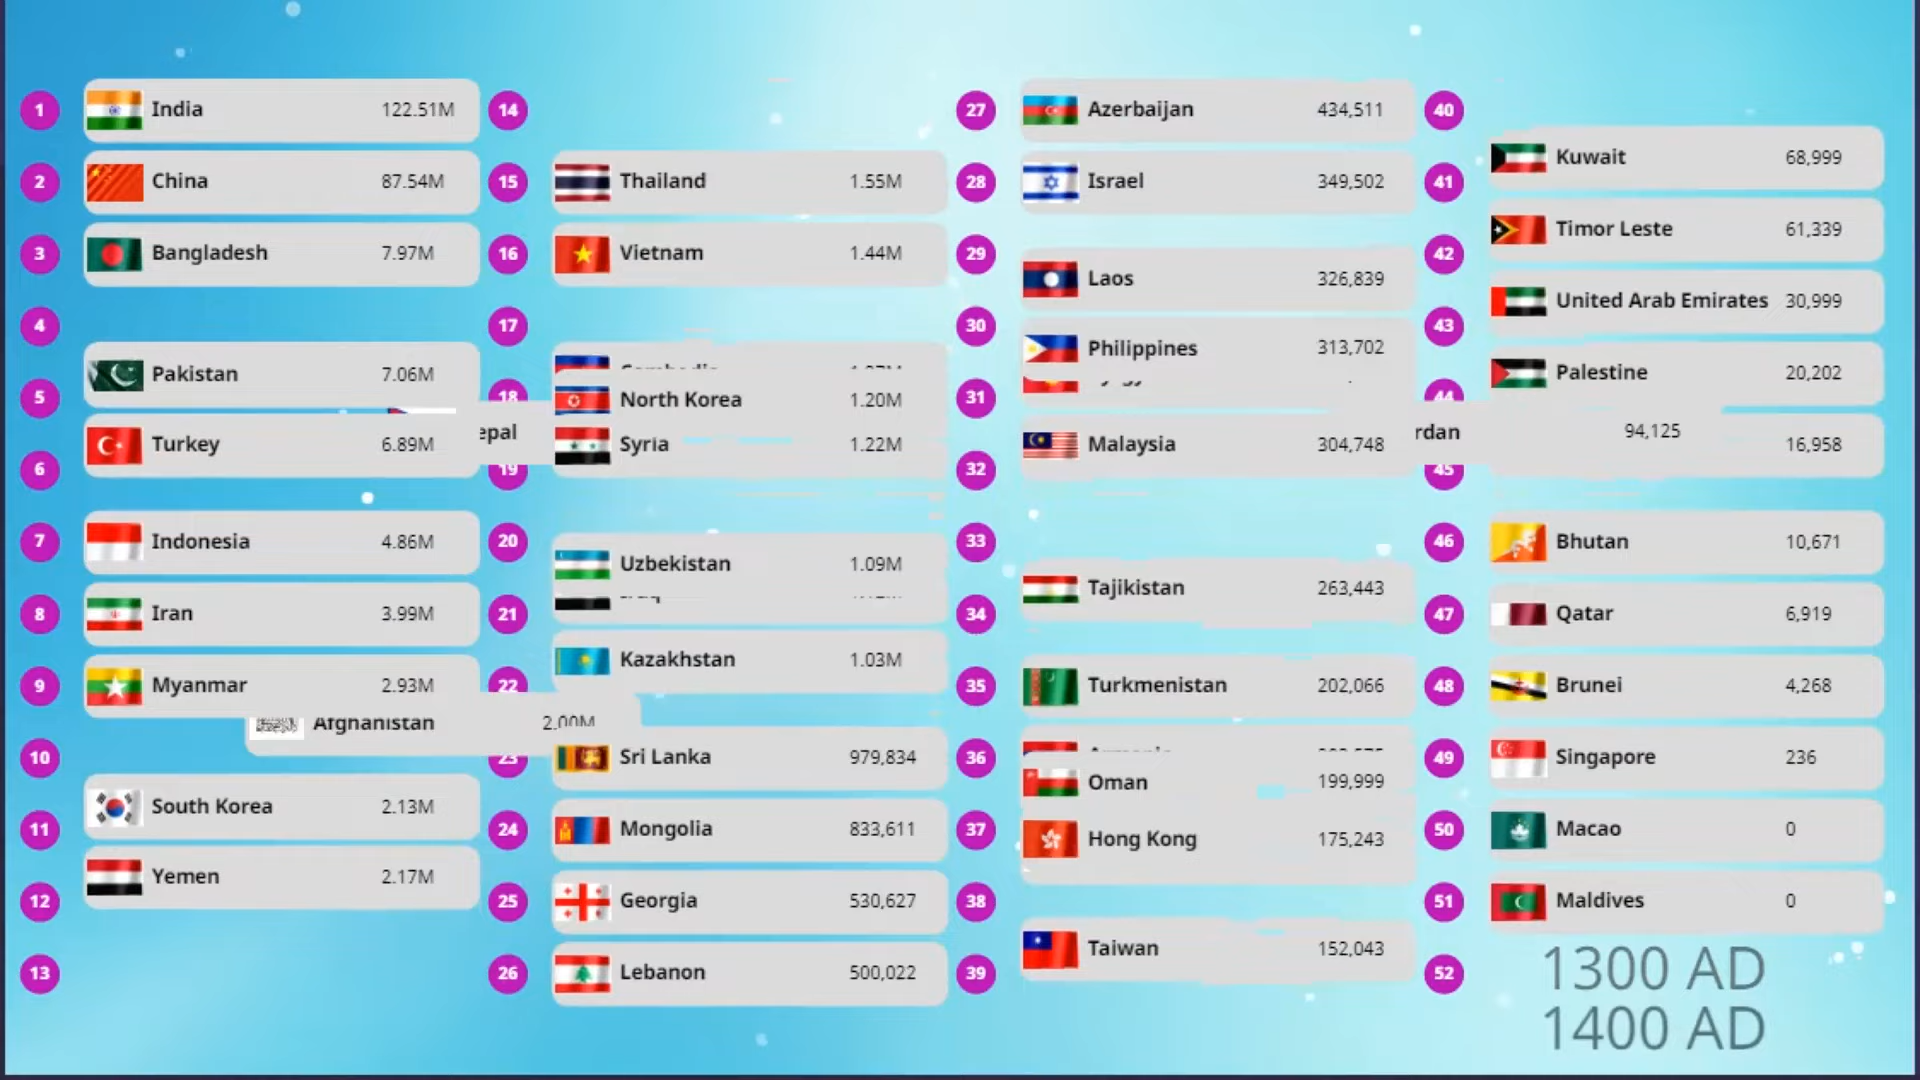 1 India 122.51M
2 China 87.54M
3 Bangladesh 7.97M
4
Pakistan 7.06M
5
Turkey 6.89M
6
7 Indonesia 4.86M
8 Iran 3.99M
9 Myanmar 2.93M
Afghanistan 2.00M
10
South Korea 2.13M
11
Yemen 2.17M
12
13
14
15 Thailand 1.55M
16 Vietnam 1.44M
17
18 North Korea 1.20M
epal
Syria 1.22M
19
20
Uzbekistan 1.09M
21
Kazakhstan 1.03M
22
23 Sri Lanka 979,834
24 Mongolia 833,611
25 Georgia 530,627
26 Lebanon 500,022
27 Azerbaijan 434,511
28 Israel 349,502
29
Laos 326,839
30
Philippines 313,702
31
Malaysia 304,748
32
33
Tajikistan 263,443
34
35 Turkmenistan 202,066
36
Oman 199,999
37 Hong Kong 175,243
38
Taiwan 152,043
39
40
Kuwait 68,999
41
Timor Leste 61,339
42
United Arab Emirates 30,999
43
Palestine 20,202
44
rdan 94,125
16,958
45
46 Bhutan 10,671
47 Qatar 6,919
48 Brunei 4,268
49 Singapore 236
50 Macao 0
51 Maldives 0
52
1300 AD
1400 AD